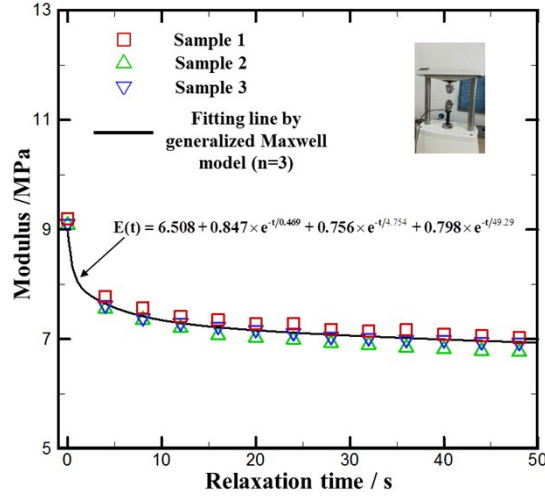 13
11
9
7
5
0
10
20
30
40
50
Modulus /MPa
Relaxation time / s
Sample 1
Sample 2
Sample 3
Fitting line by
generalized Maxwell
model (n=3)
E(t) = 6.508 + 0.847×e^-t/0.469 + 0.756×e^-t/4.754 + 0.798×e^-t/49.29